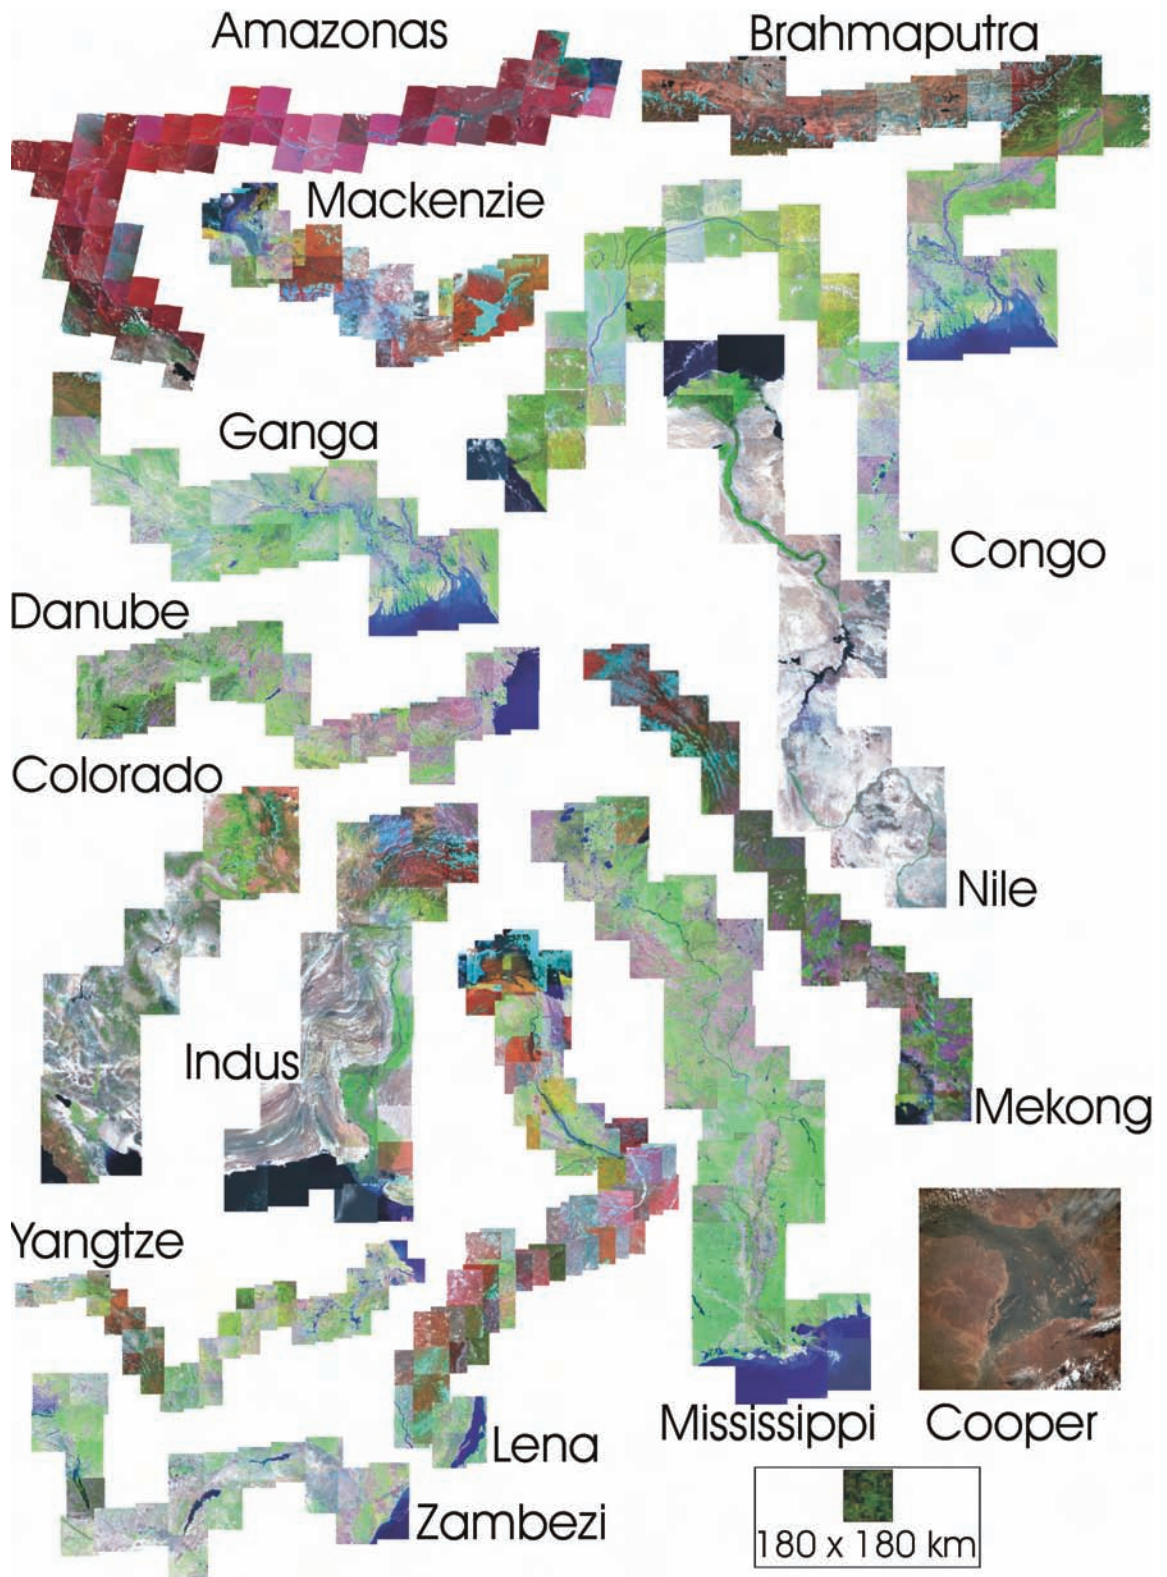 Amazonas
Brahmaputra
Mackenzie
Ganga
Congo
Danube
Colorado
Nile
Indus
Mekong
Yangtze
Mississippi
Cooper
Lena
Zambezi
180 x 180 km